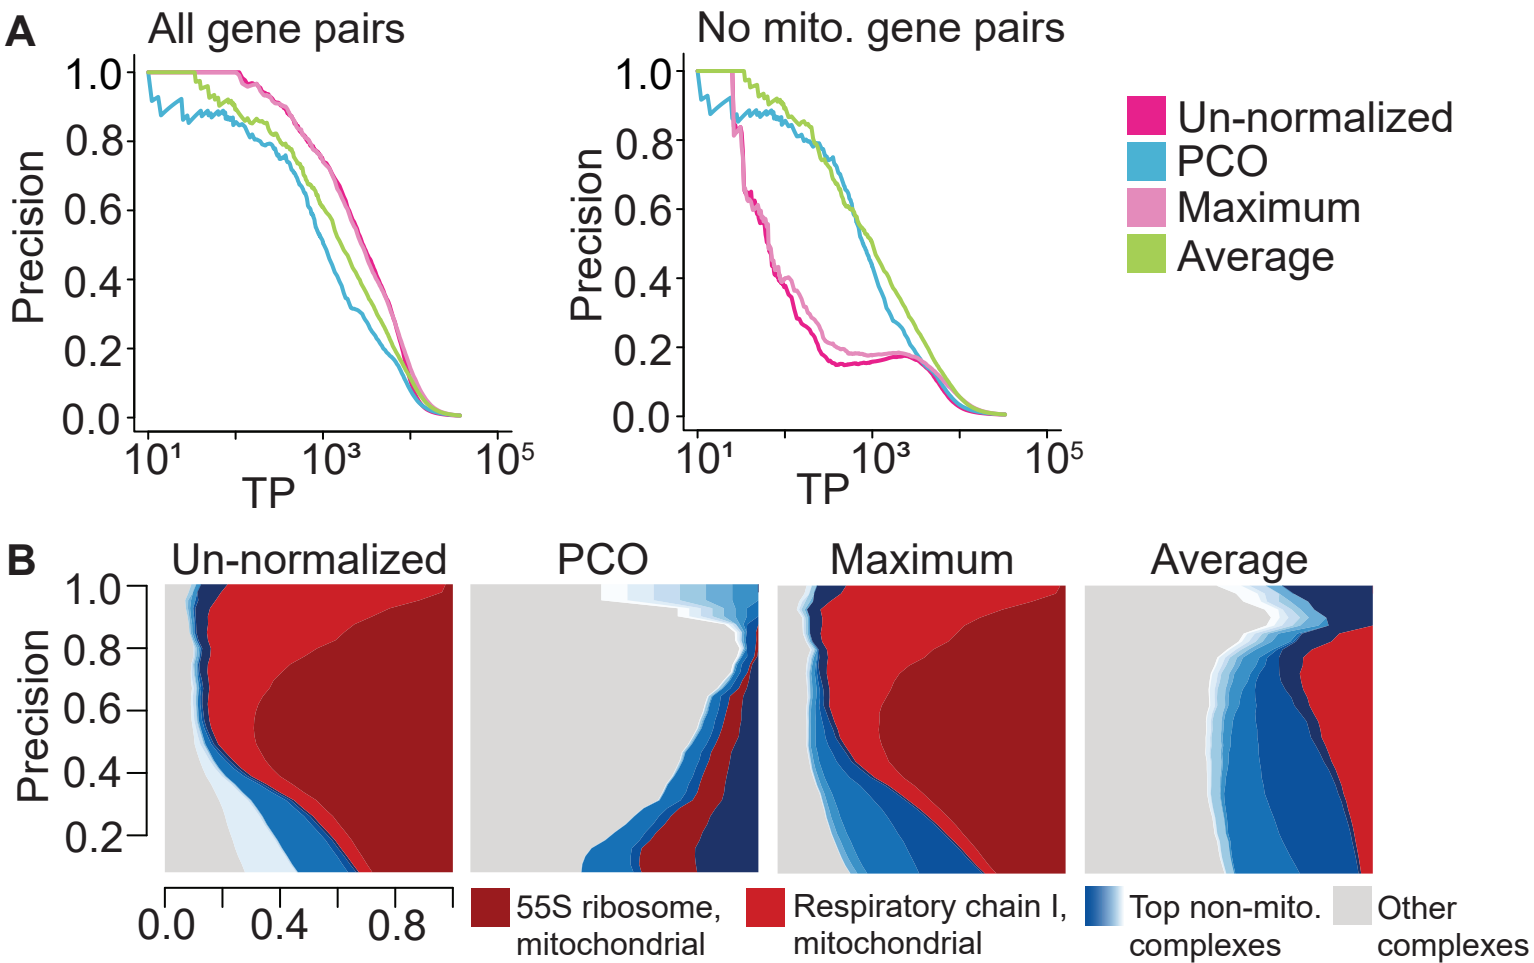 A
All gene pairs
No mito. gene pairs
Precision
1.0
0.8
0.6
0.4
0.2
0.0
10¹
10³
10⁵
TP
Precision
1.0
0.8
0.6
0.4
0.2
0.0
10¹
10³
10⁵
TP
Un-normalized
PCO
Maximum
Average
B
Un-normalized
PCO
Maximum
Average
Precision
1.0
0.8
0.6
0.4
0.2
0.0
0.4
0.8
55S ribosome,
mitochondrial
Respiratory chain I,
mitochondrial
Top non-mito.
complexes
Other
complexes